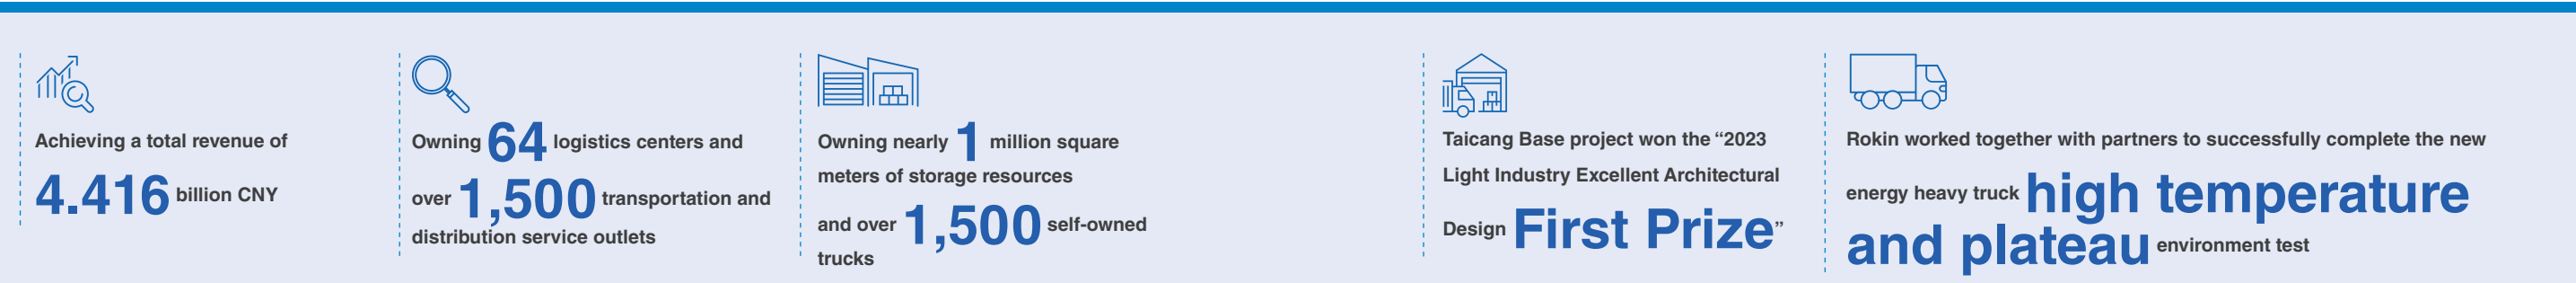 Achieving a total revenue of
4.416 billion CNY
Owning 64 logistics centers and
over 1,500 transportation and
distribution service outlets
Owning nearly 1 million square
meters of storage resources
and over 1,500 self-owned
trucks
Taicang Base project won the “2023
Light Industry Excellent Architectural
Design First Prize”
Rokin worked together with partners to successfully complete the new
energy heavy truck high temperature
and plateau environment test